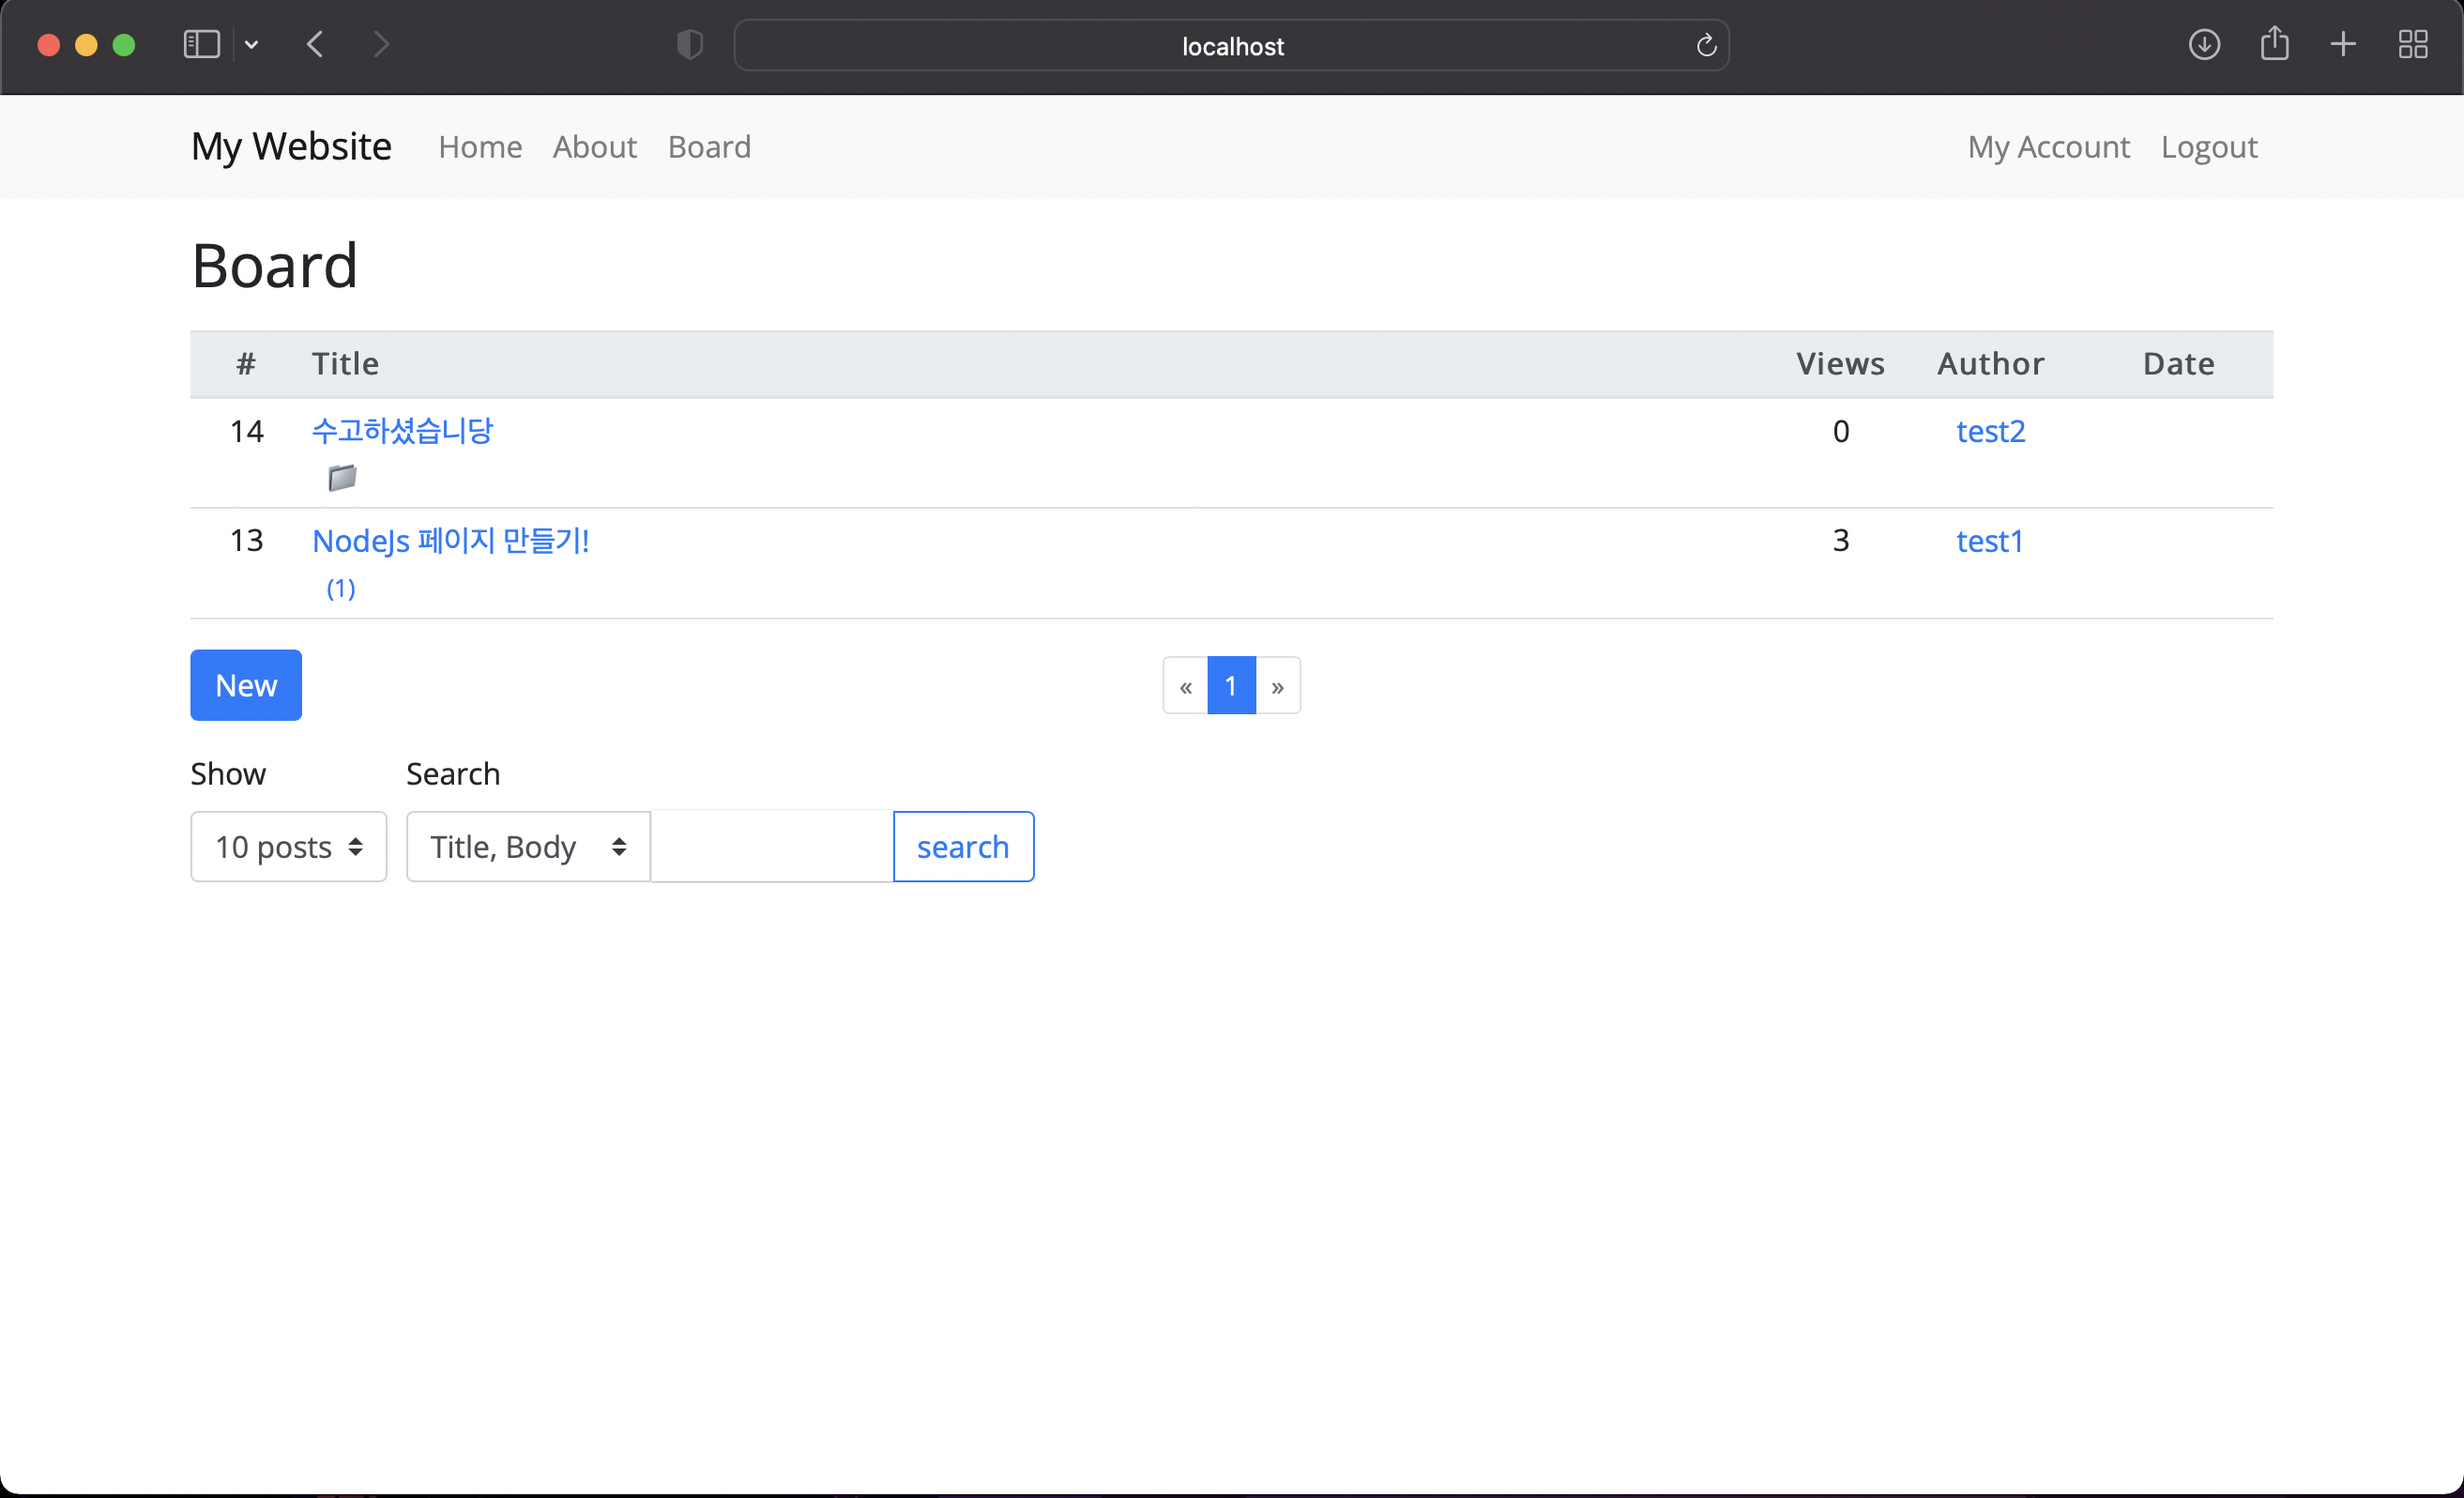 localhost
My Website Home About Board My Account Logout
Board
# Title Views Author Date
14 수고하셨습니당 0 test2
13 NodeJs 페이지 만들기! 3 test1
(1)
New « 1 »
Show Search
10 posts Title, Body search